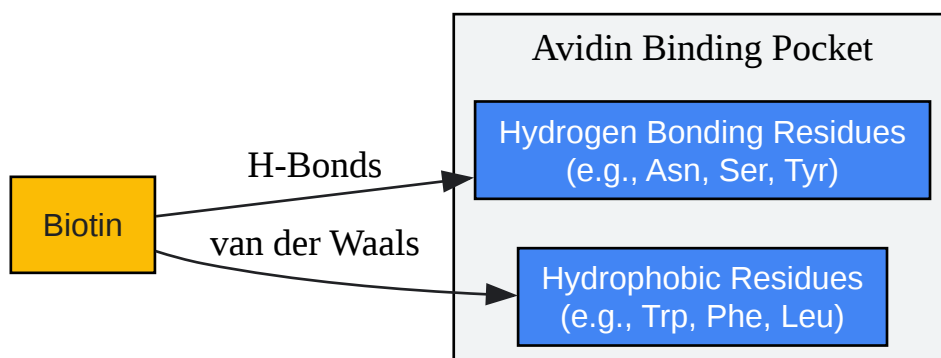 Avidin Binding Pocket
Hydrogen Bonding Residues
(e.g., Asn, Ser, Tyr)
H-Bonds
Biotin
van der Waals
Hydrophobic Residues
(e.g., Trp, Phe, Leu)